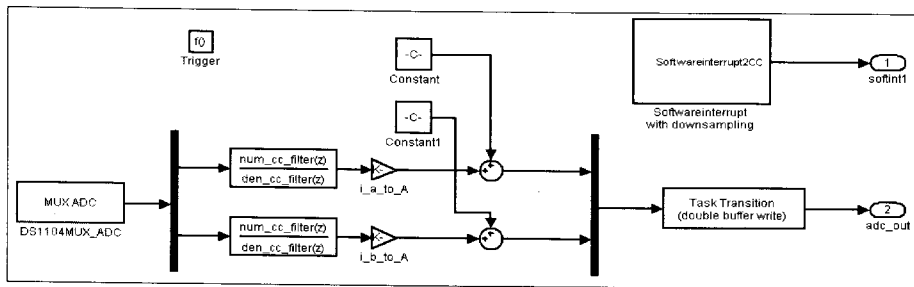 f()
Trigger
-C-
Constant
-C-
Constant1
Softwareinterrupt2CC
Softwareinterrupt
with downsampling
1
softint1
MUX ADC
DS1104MUX_ADC
num_cc_filter(z)
den_cc_filter(z)
-K-
i_a_to_A
num_cc_filter(z)
den_cc_filter(z)
-K-
i_b_to_A
+
+
+
+
Task Transition
(double buffer write)
2
adc_out